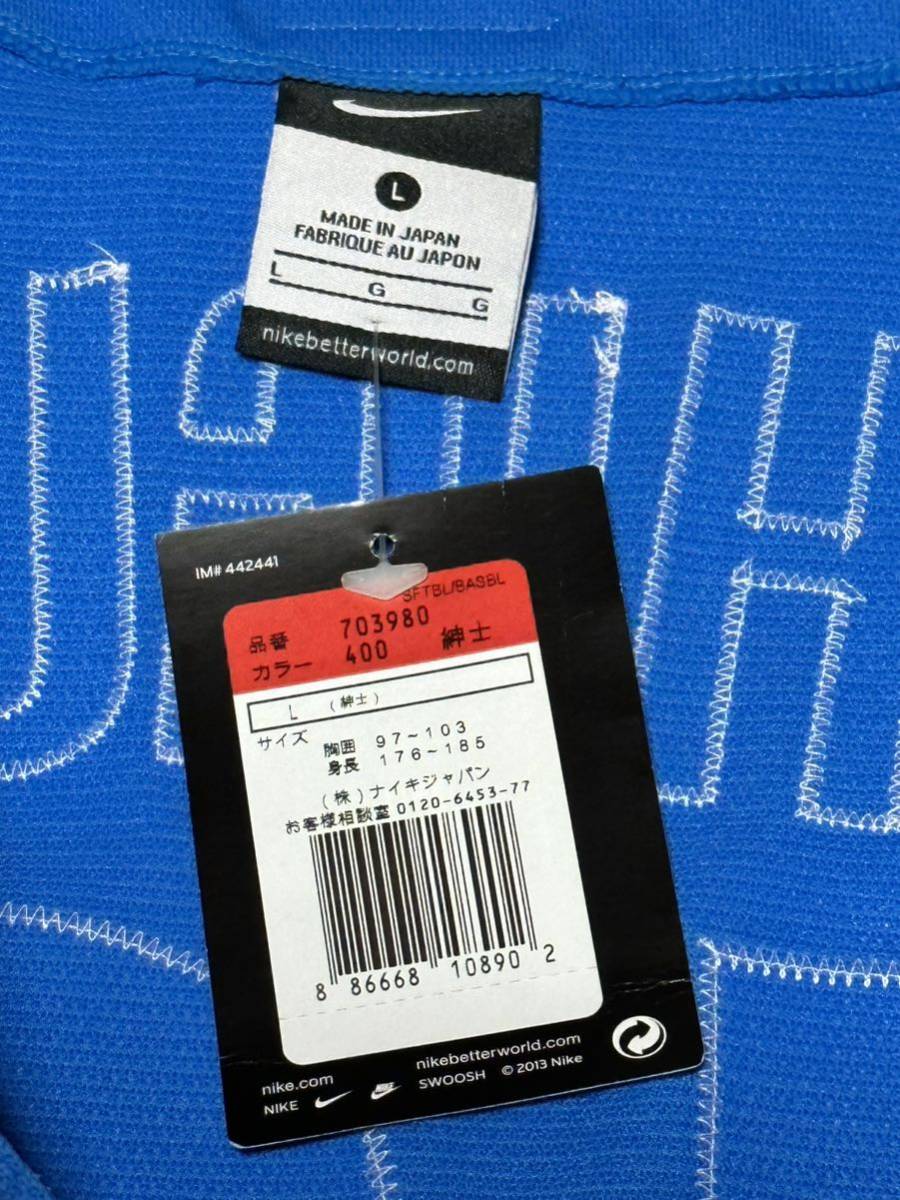 L
MADE IN JAPAN
FABRIQUE AU JAPON
L G G
nikebetterworld.com
IM# 442441
SFTBL/BASBL
品番 703980
カラー 400 紳士
L (紳士)
サイズ
胸囲 97~103
身長 176~185
(株)ナイキジャパン
お客様相談室 0120-6453-77
8 86668 10890 2
nikebetterworld.com
nike.com
SWOOSH © 2013 Nike
NIKE